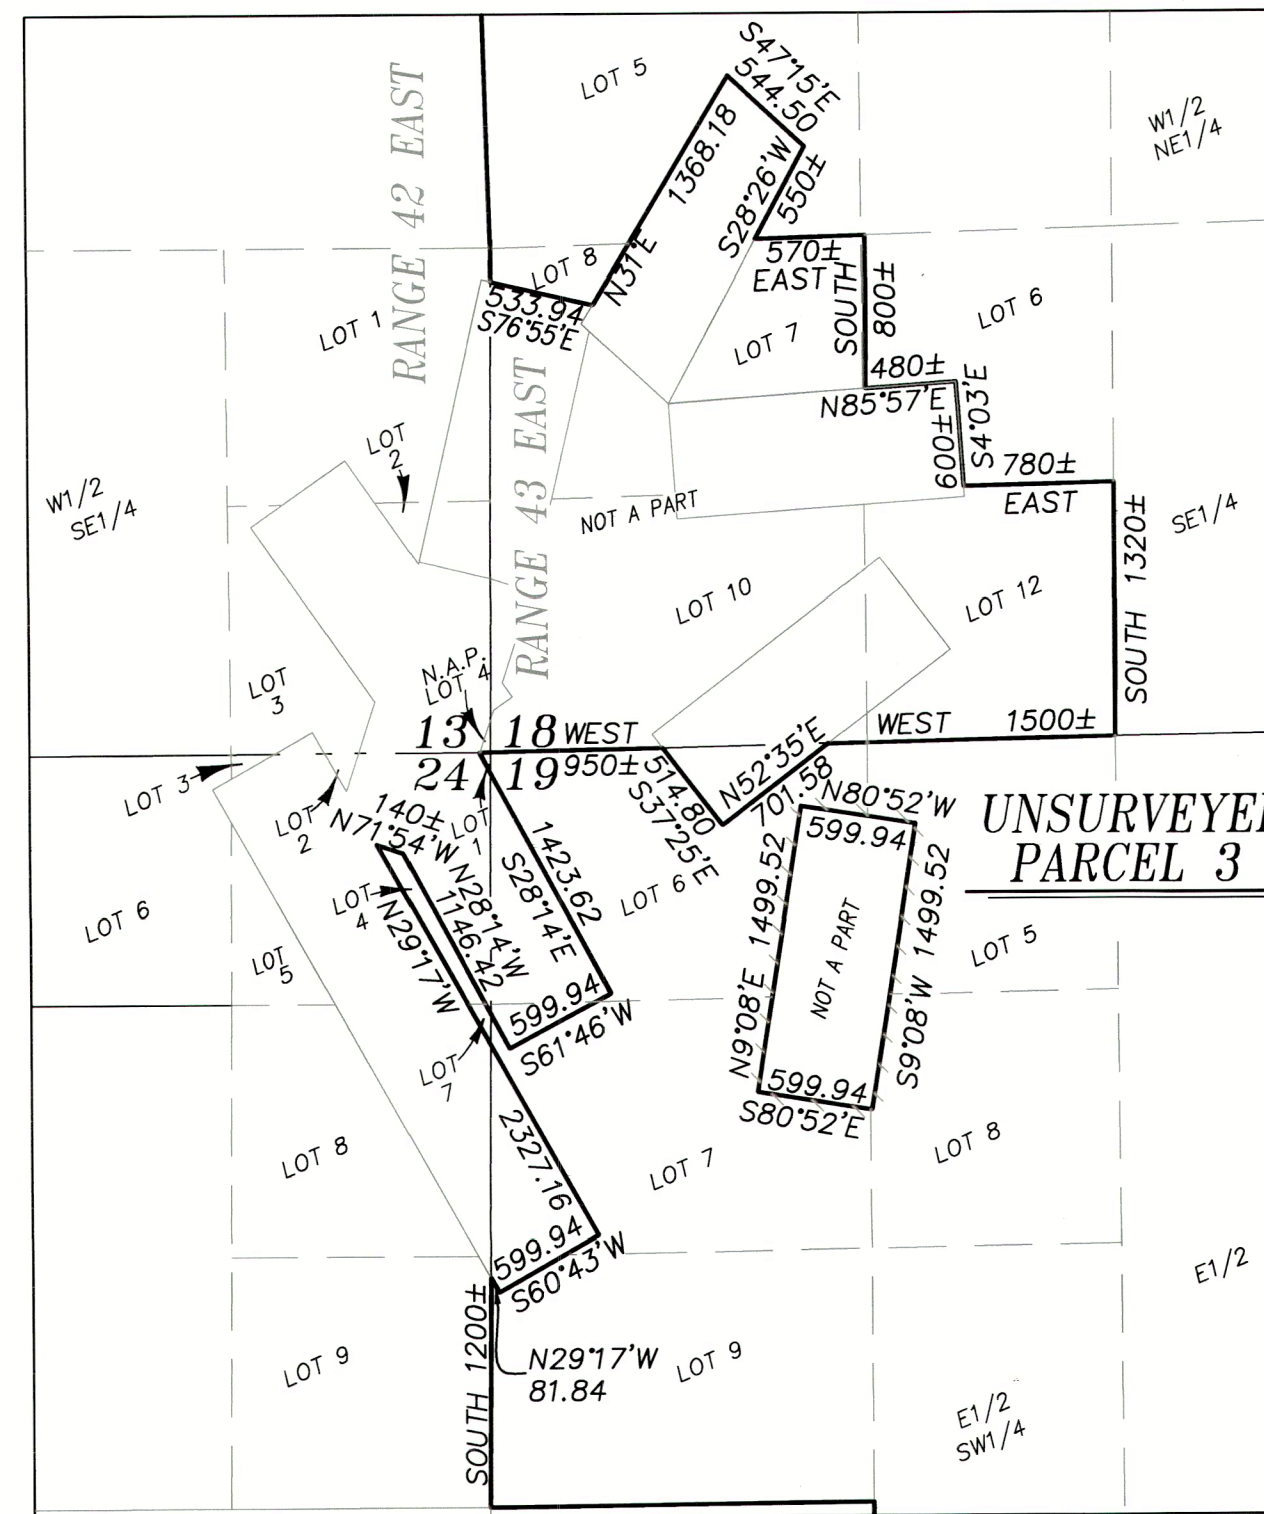 S47°15'E
544.50
LOT 5
W1/2
NE1/4
RANGE 42 EAST
1368.18
S28°26'W
550±
LOT 8
N31°E
570±
EAST
SOUTH
800±
LOT 6
533.94
S76°55'E
LOT 1
LOT 7
480±
N85°57'E
S4°03'E
600±
RANGE 43 EAST
LOT
2
780±
EAST
W1/2
SE1/4
NOT A PART
SE1/4
SOUTH 1320±
LOT 10
LOT 12
N.A.P.
LOT 4
LOT
3
13
18
WEST
WEST
1500±
24
19
950±
514.80
S37°25'E
N52°35'E
701.58
N80°52'W
599.94
LOT 3
LOT
2
140±
N71°54'W
LOT
1
UNSURVEYE
PARCEL 3
1423.62
S28°14'E
N28°14'W
1146.42
LOT 6
N9°08'E 1499.52
S9°08'W 1499.52
NOT A PART
LOT 6
LOT
4
N29°17'W
LOT
5
LOT 5
599.94
S61°46'W
LOT
7
599.94
S80°52'E
2327.16
LOT 8
LOT 7
LOT 8
599.94
S60°43'W
E1/2
SOUTH 1200±
N29°17'W
81.84
LOT 9
LOT 9
E1/2
SW1/4